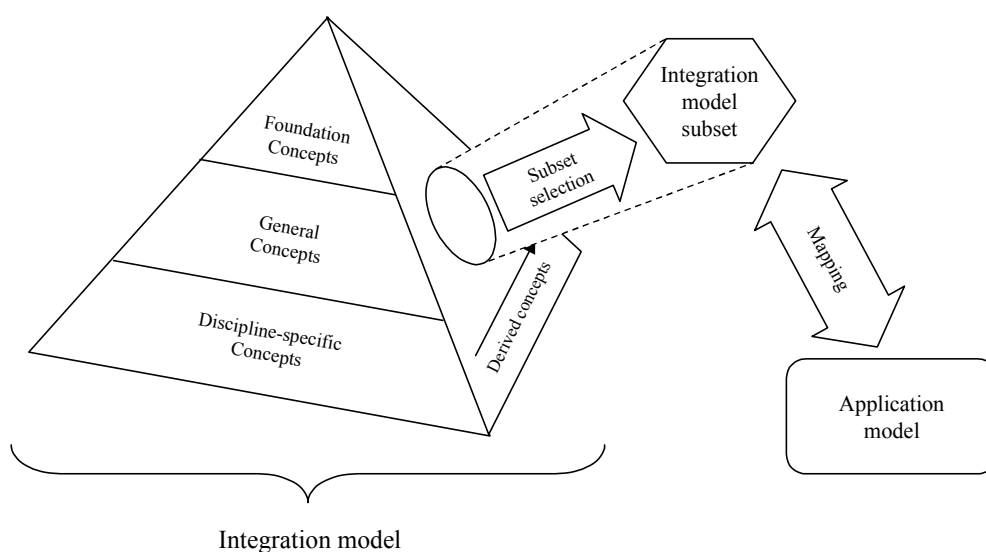 Foundation
Concepts
General
Concepts
Discipline-specific
Concepts
Derived concepts
Subset
selection
Integration
model
subset
Mapping
Application
model
Integration model